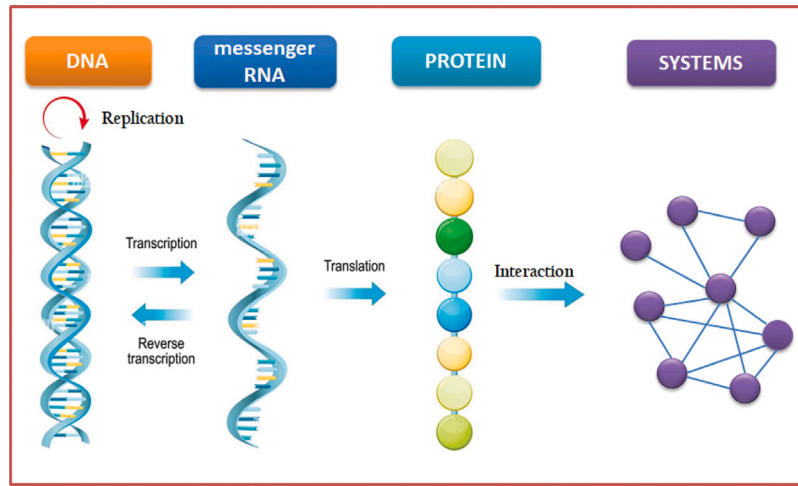 DNA
messenger
RNA
PROTEIN
SYSTEMS
Replication
Transcription
Reverse
transcription
Translation
Interaction